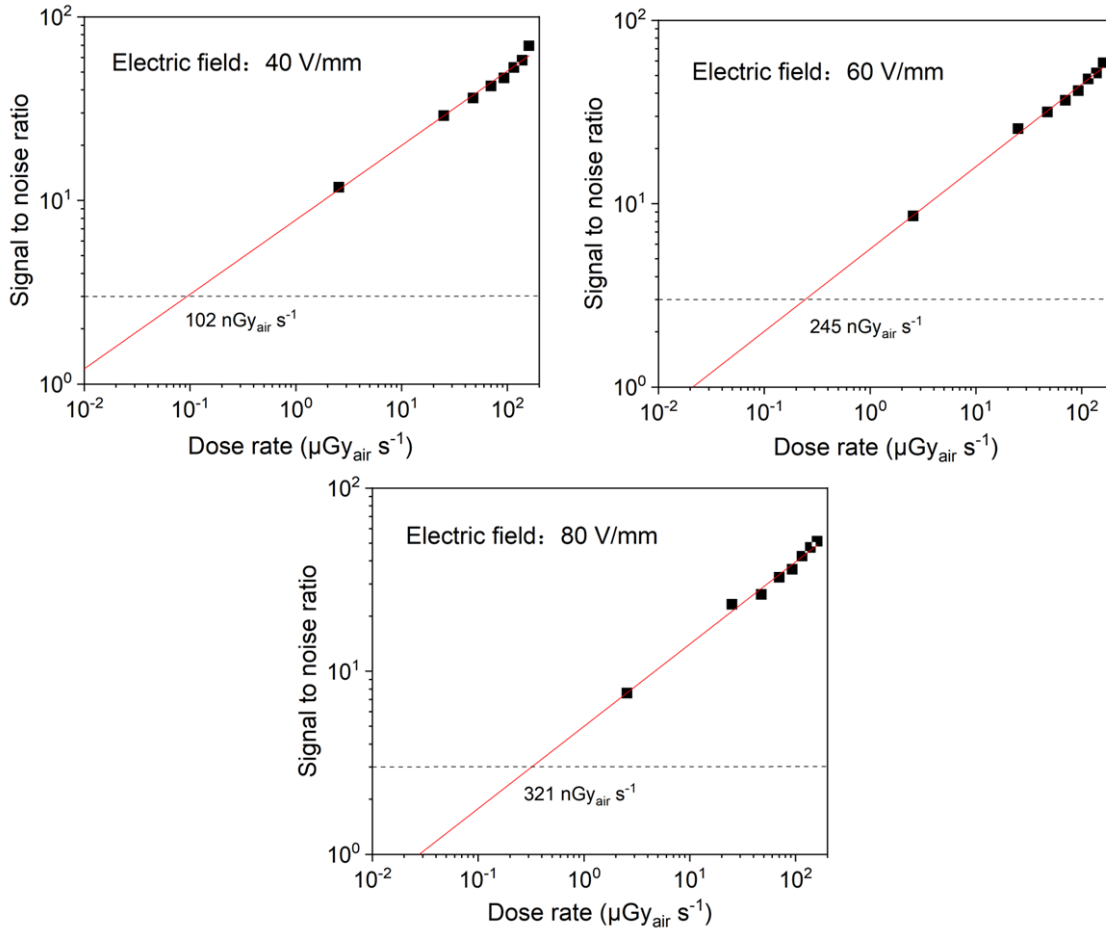 Electric field：40 V/mm
Signal to noise ratio
10² 
10¹
10⁰
102 nGyair s⁻¹
10⁻² 10⁻¹ 10⁰ 10¹ 10²
Dose rate (µGyair s⁻¹)
Electric field：60 V/mm
Signal to noise ratio
10²
10¹
10⁰
245 nGyair s⁻¹
10⁻² 10⁻¹ 10⁰ 10¹ 10²
Dose rate (µGyair s⁻¹)
Electric field：80 V/mm
Signal to noise ratio
10²
10¹
10⁰
321 nGyair s⁻¹
10⁻² 10⁻¹ 10⁰ 10¹ 10²
Dose rate (µGyair s⁻¹)